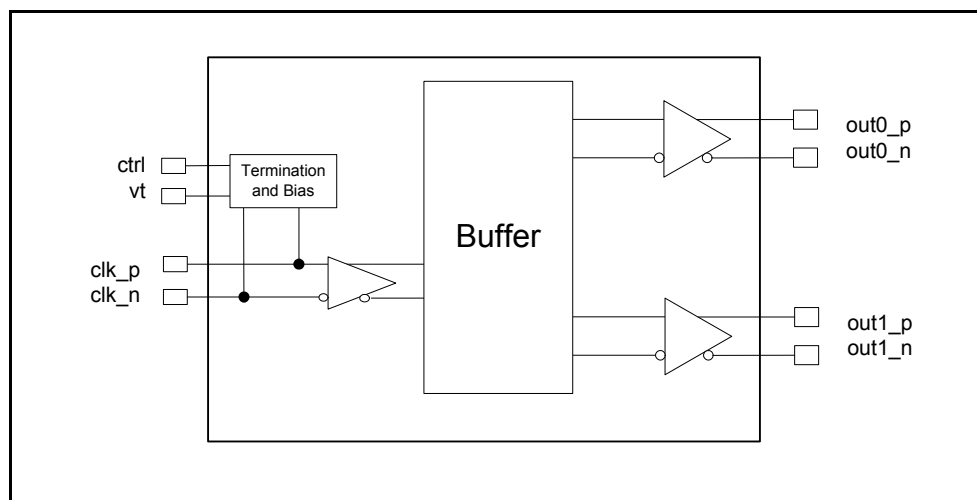 ctrl
vt
Termination
and Bias
clk_p
clk_n
Buffer
out0_p
out0_n
out1_p
out1_n